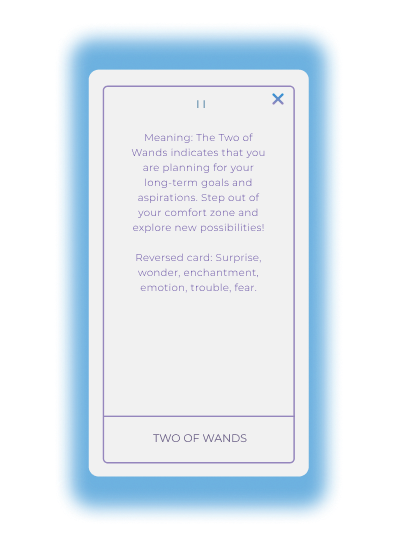 II
Meaning: The Two of
Wands indicates that you
are planning for your
long-term goals and
aspirations. Step out of
your comfort zone and
explore new possibilities!
Reversed card: Surprise,
wonder, enchantment,
emotion, trouble, fear.
TWO OF WANDS